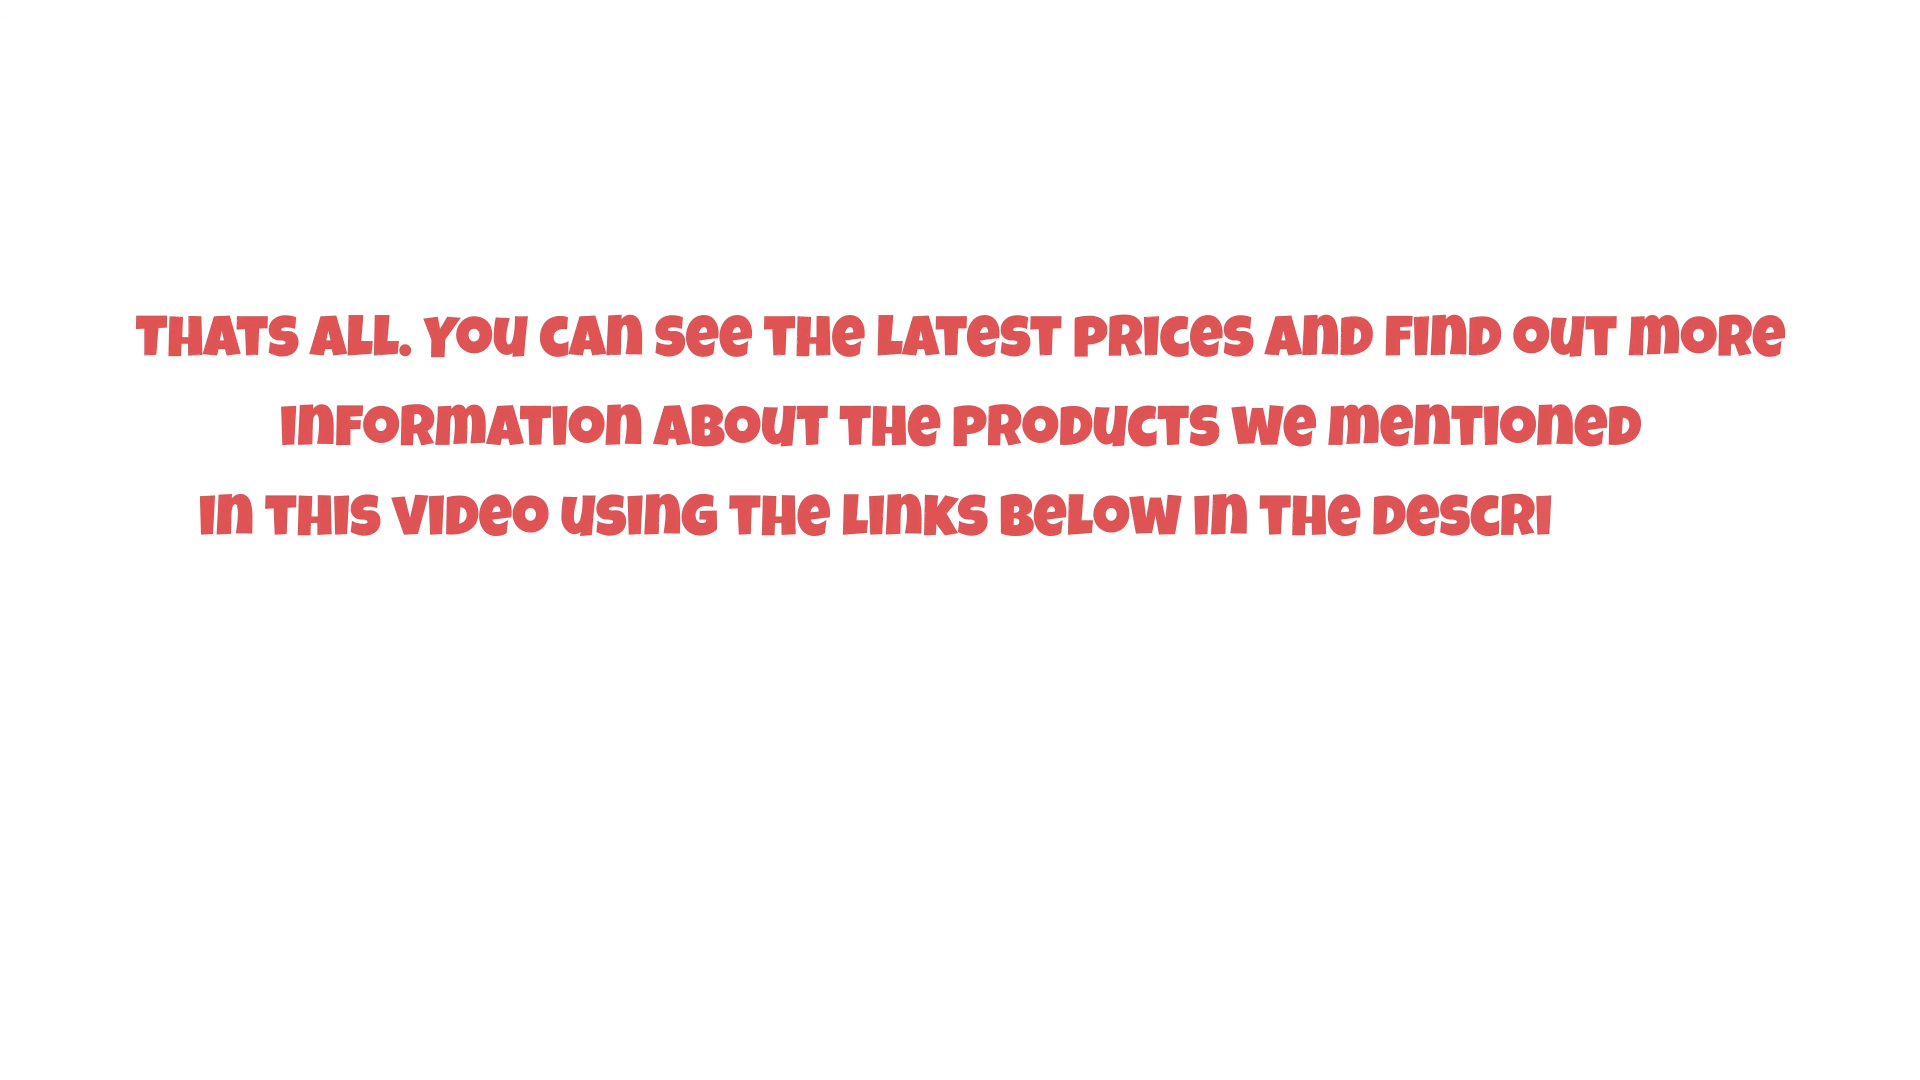 THATS ALL. YOU CAN SEE THE LATEST PRICES AND FIND OUT MORE
INFORMATION ABOUT THE PRODUCTS WE MENTIONED
IN THIS VIDEO USING THE LINKS BELOW IN THE DESCRI